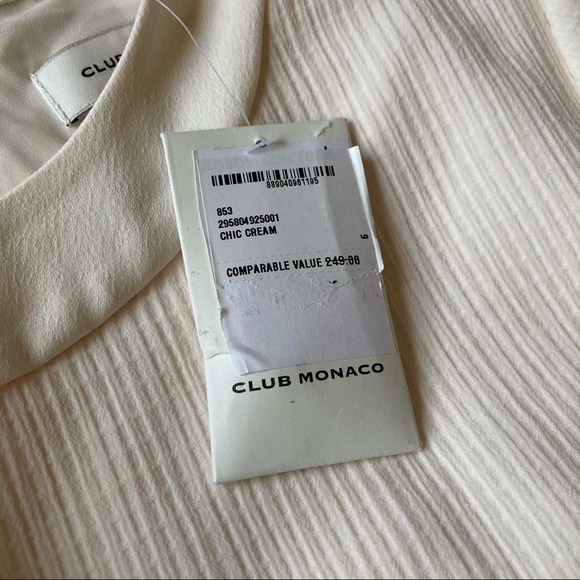 CLUB
889040961195
853
295804925001
CHIC CREAM
6
COMPARABLE VALUE 249.00
CLUB MONACO